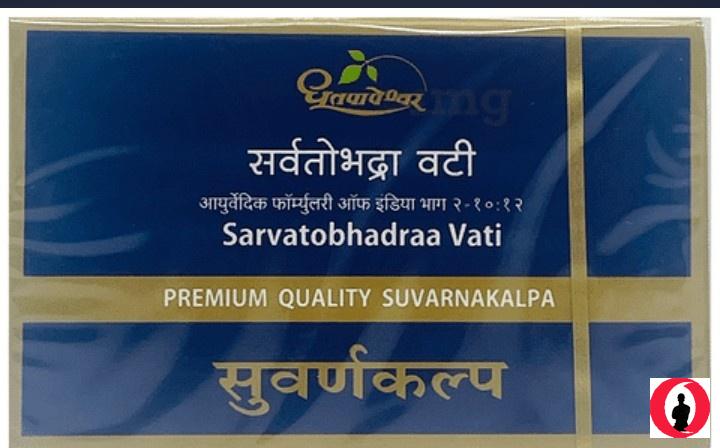 धूतपापेश्वर
mg
सर्वतोभद्रा वटी
आयुर्वेदिक फॉर्म्युलरी ऑफ इंडिया भाग २-१०:१२
Sarvatobhadraa Vati
PREMIUM QUALITY SUVARNAKALPA
सुवर्णकल्प